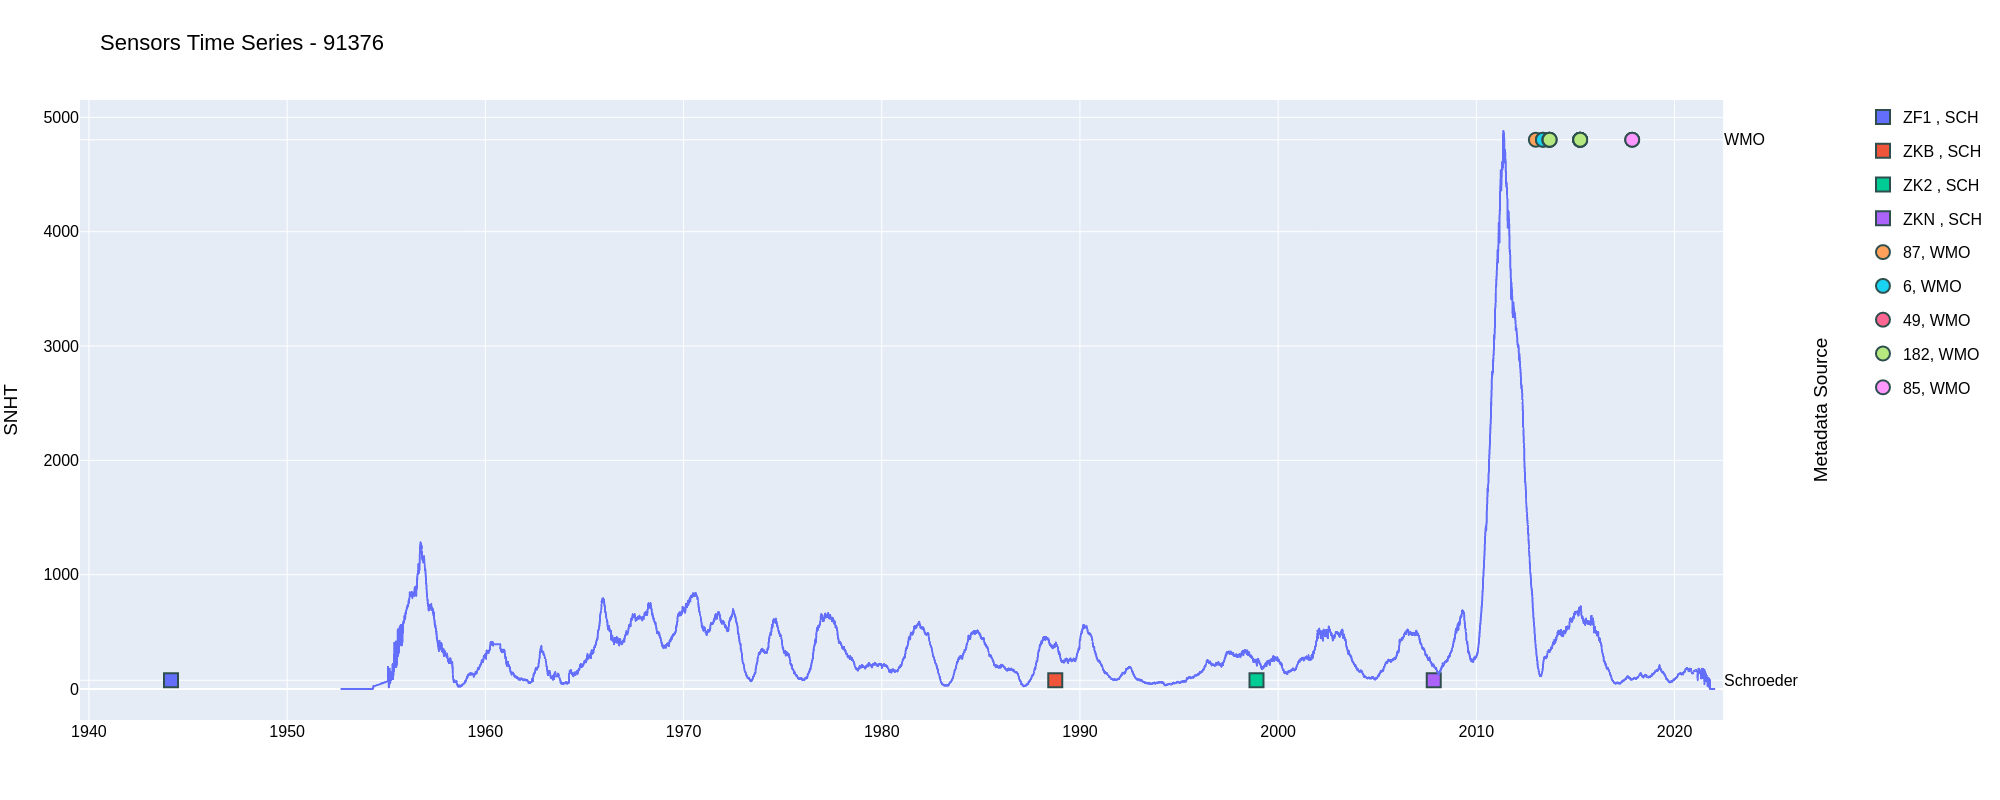 Sensors Time Series - 91376
5000
4000
3000
2000
1000
0
SNHT
1940 1950 1960 1970 1980 1990 2000 2010 2020
WMO
Schroeder
Metadata Source
ZF1 , SCH
ZKB , SCH
ZK2 , SCH
ZKN , SCH
87, WMO
6, WMO
49, WMO
182, WMO
85, WMO